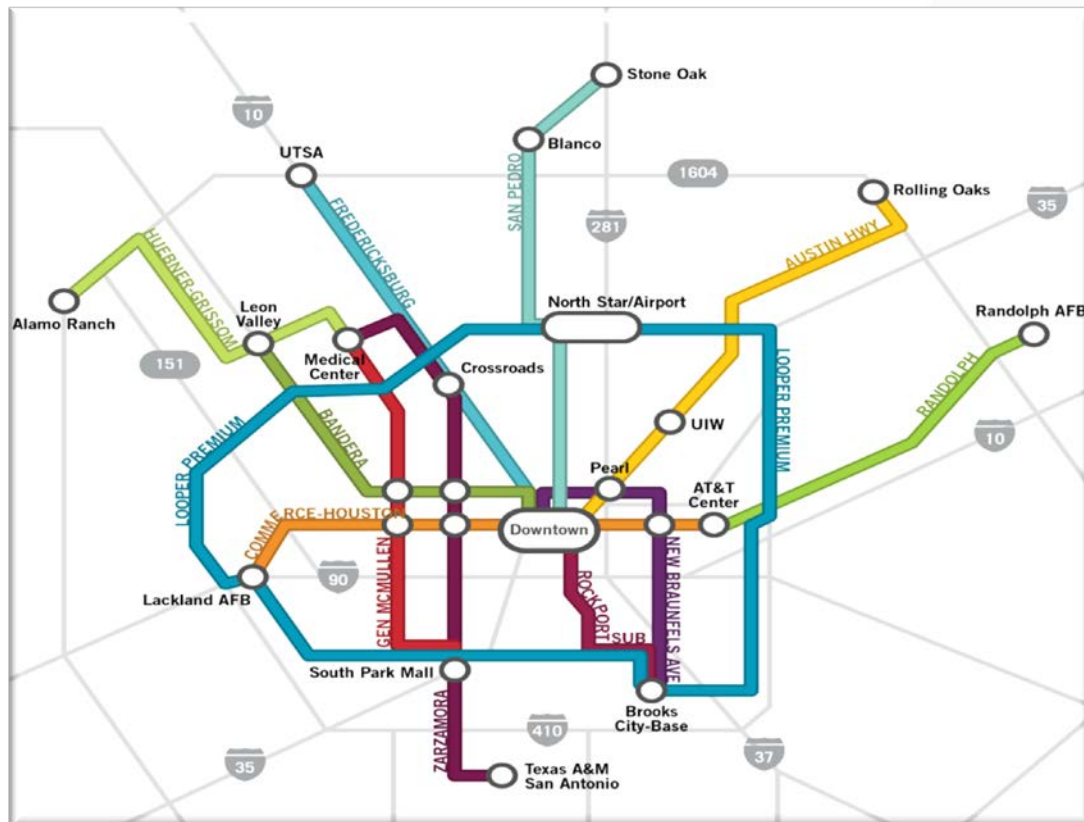 Stone Oak
10
Blanco
UTSA
1604
Rolling Oaks
35
FREDERICKSBURG
SAN PEDRO
281
AUSTIN HWY
HUEBNER-GRISSOM
Alamo Ranch
Leon
Valley
North Star/Airport
Randolph AFB
151
Medical
Center
Crossroads
LOOPER PREMIUM
RANDOLPH
BANDERA
UIW
10
LOOPER PREMIUM
Pearl
AT&T
Center
COMMERCE-HOUSTON
Downtown
Lackland AFB
90
GEN MCMULLEN
ROCKPORT
SUB
NEW BRAUNFELS AVE
South Park Mall
Brooks
City-Base
ZARZAMORA
410
37
35
Texas A&M
San Antonio